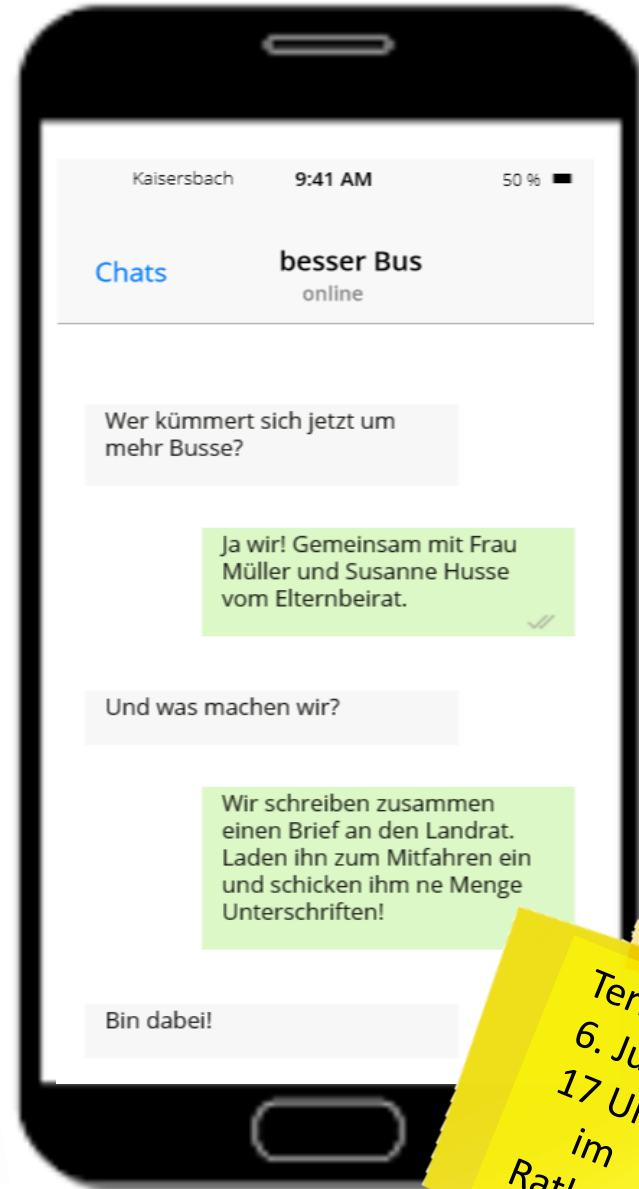 Kaisersbach 9:41 AM 50 %
Chats
besser Bus
online
Wer kümmert sich jetzt um
mehr Busse?
Ja wir! Gemeinsam mit Frau
Müller und Susanne Husse
vom Elternbeirat.
Und was machen wir?
Wir schreiben zusammen
einen Brief an den Landrat.
Laden ihn zum Mitfahren ein
und schicken ihm ne Menge
Unterschriften!
Bin dabei!
6.
17
im